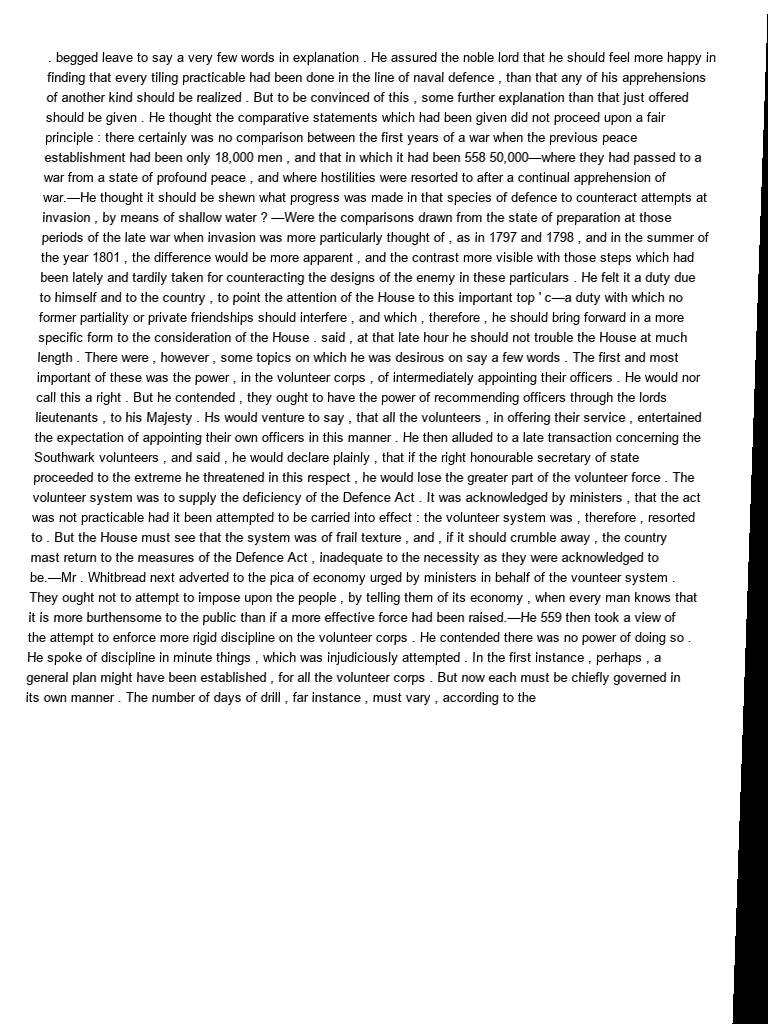 . begged leave to say a very few words in explanation . He assured the noble lord that he should feel more happy in
finding that every tiling practicable had been done in the line of naval defence , than that any of his apprehensions
of another kind should be realized . But to be convinced of this , some further explanation than that just offered
should be given . He thought the comparative statements which had been given did not proceed upon a fair
principle : there certainly was no comparison between the first years of a war when the previous peace
establishment had been only 18,000 men , and that in which it had been 558 50,000—where they had passed to a
war from a state of profound peace , and where hostilities were resorted to after a continual apprehension of
war.—He thought it should be shewn what progress was made in that species of defence to counteract attempts at
invasion , by means of shallow water ? —Were the comparisons drawn from the state of preparation at those
periods of the late war when invasion was more particularly thought of , as in 1797 and 1798 , and in the summer of
the year 1801 , the difference would be more apparent , and the contrast more visible with those steps which had
been lately and tardily taken for counteracting the designs of the enemy in these particulars . He felt it a duty due
to himself and to the country , to point the attention of the House to this important top ' c—a duty with which no
former partiality or private friendships should interfere , and which , therefore , he should bring forward in a more
specific form to the consideration of the House . said , at that late hour he should not trouble the House at much
length . There were , however , some topics on which he was desirous on say a few words . The first and most
important of these was the power , in the volunteer corps , of intermediately appointing their officers . He would nor
call this a right . But he contended , they ought to have the power of recommending officers through the lords
lieutenants , to his Majesty . Hs would venture to say , that all the volunteers , in offering their service , entertained
the expectation of appointing their own officers in this manner . He then alluded to a late transaction concerning the
Southwark volunteers , and said , he would declare plainly , that if the right honourable secretary of state
proceeded to the extreme he threatened in this respect , he would lose the greater part of the volunteer force . The
volunteer system was to supply the deficiency of the Defence Act . It was acknowledged by ministers , that the act
was not practicable had it been attempted to be carried into effect : the volunteer system was , therefore , resorted
to . But the House must see that the system was of frail texture , and , if it should crumble away , the country
mast return to the measures of the Defence Act , inadequate to the necessity as they were acknowledged to
be.—Mr . Whitbread next adverted to the pica of economy urged by ministers in behalf of the vounteer system .
They ought not to attempt to impose upon the people , by telling them of its economy , when every man knows that
it is more burthensome to the public than if a more effective force had been raised.—He 559 then took a view of
the attempt to enforce more rigid discipline on the volunteer corps . He contended there was no power of doing so .
He spoke of discipline in minute things , which was injudiciously attempted . In the first instance , perhaps , a
general plan might have been established , for all the volunteer corps . But now each must be chiefly governed in
its own manner . The number of days of drill , far instance , must vary , according to the